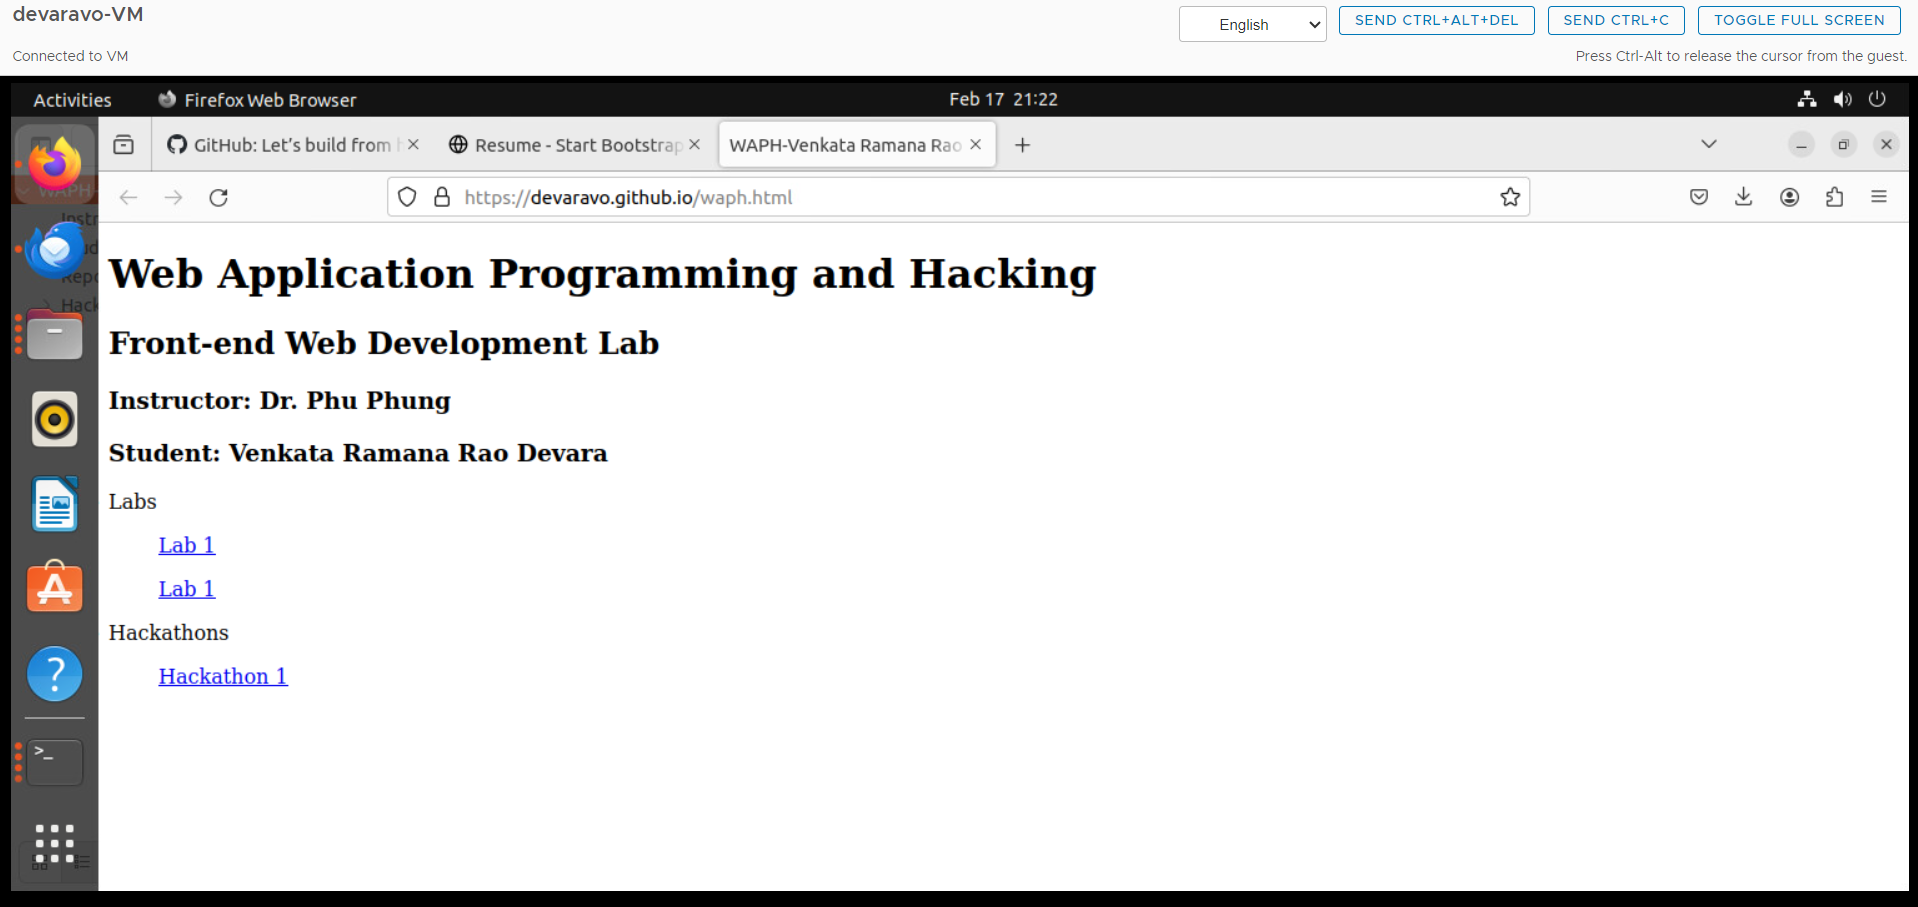 devaravo-VM
English
SEND CTRL+ALT+DEL
SEND CTRL+C
TOGGLE FULL SCREEN
Connected to VM
Press Ctrl-Alt to release the cursor from the guest.
Activities
Firefox Web Browser
Feb 17 21:22
GitHub: Let's build from
Resume - Start Bootstrap
WAPH-Venkata Ramana Rao
https://devaravo.github.io/waph.html
WAPH-
Web Application Programming and Hacking
Front-end Web Development Lab
Instructor: Dr. Phu Phung
Student: Venkata Ramana Rao Devara
Labs
Lab 1
Lab 1
Hackathons
Hackathon 1